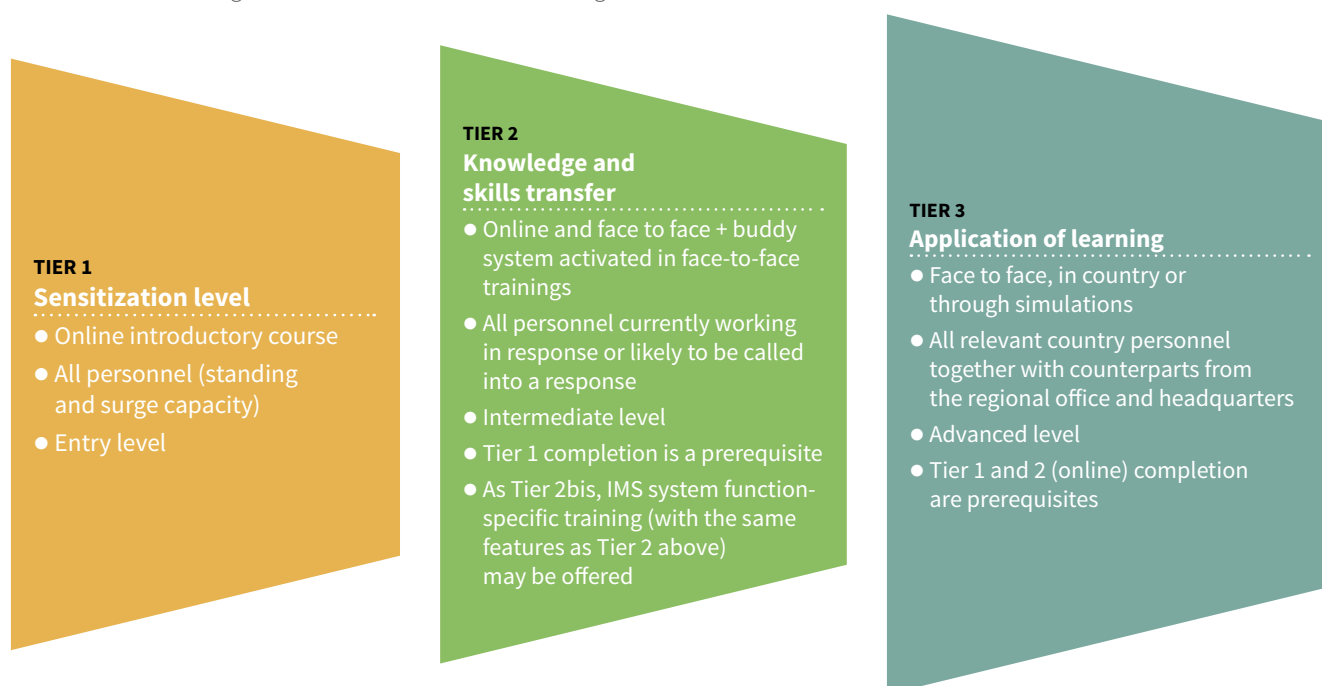 TIER 1
Sensitization level
● Online introductory course
● All personnel (standing
and surge capacity)
● Entry level
TIER 2
Knowledge and
skills transfer
● Online and face to face + buddy
system activated in face-to-face
trainings
● All personnel currently working
in response or likely to be called
into a response
● Intermediate level
● Tier 1 completion is a prerequisite
● As Tier 2bis, IMS system function-
specific training (with the same
features as Tier 2 above)
may be offered
TIER 3
Application of learning
● Face to face, in country or
through simulations
● All relevant country personnel
together with counterparts from
the regional office and headquarters
● Advanced level
● Tier 1 and 2 (online) completion
are prerequisites